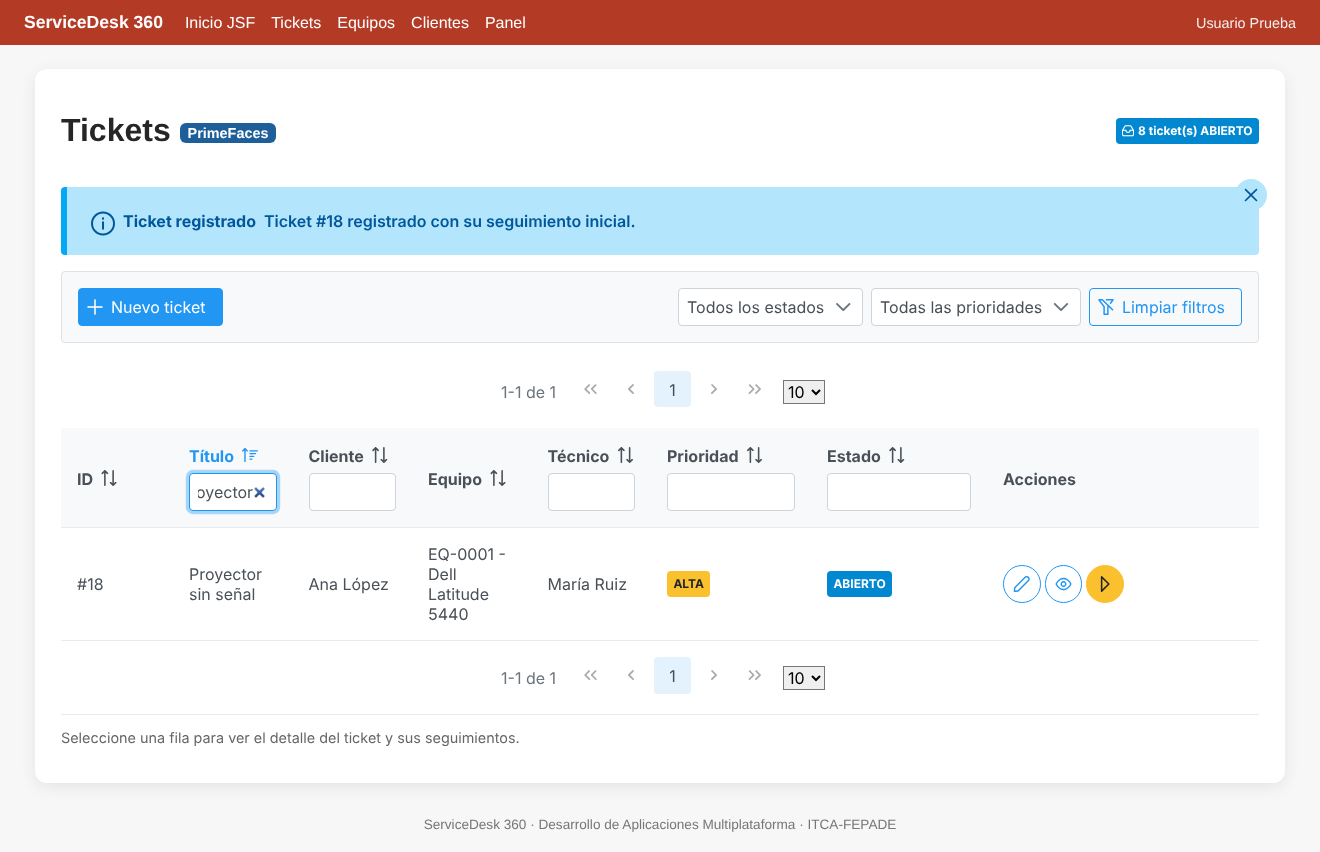 ServiceDesk 360 Inicio JSF Tickets Equipos Clientes Panel Usuario Prueba
Tickets PrimeFaces 8 ticket(s) ABIERTO
Ticket registrado Ticket #18 registrado con su seguimiento inicial.
Nuevo ticket Todos los estados Todas las prioridades Limpiar filtros
1-1 de 1 1 10
ID Título Cliente Equipo Técnico Prioridad Estado Acciones
oyector
#18 Proyector sin señal Ana López EQ-0001 - Dell Latitude 5440 María Ruiz ALTA ABIERTO
1-1 de 1 1 10
Seleccione una fila para ver el detalle del ticket y sus seguimientos.
ServiceDesk 360 · Desarrollo de Aplicaciones Multiplataforma · ITCA-FEPADE